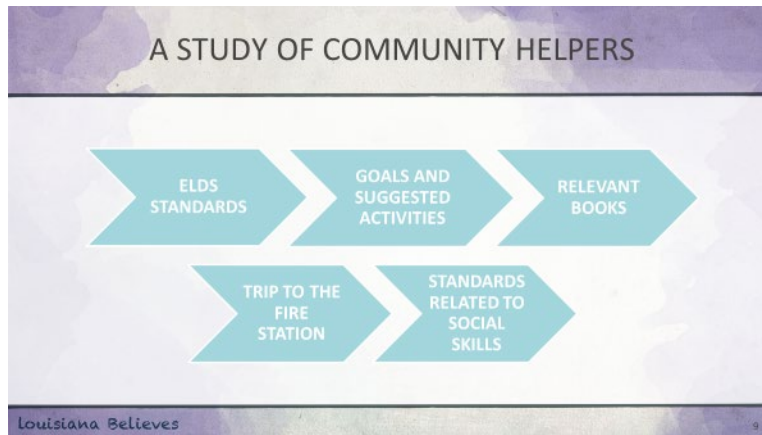 A STUDY OF COMMUNITY HELPERS
ELDS
STANDARDS
GOALS AND
SUGGESTED
ACTIVITIES
RELEVANT
BOOKS
TRIP TO THE
FIRE
STATION
STANDARDS
RELATED TO
SOCIAL
SKILLS
Louisiana Believes
9